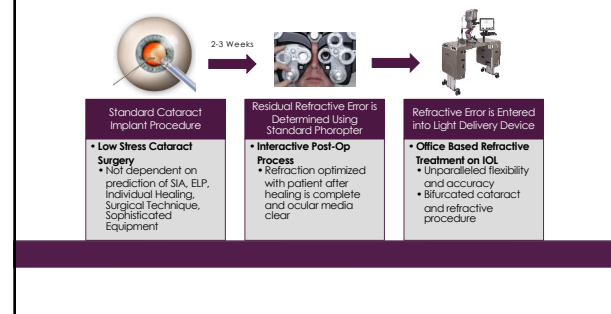 2-3 Weeks
Standard Cataract
Implant Procedure
• Low Stress Cataract
Surgery
• Not dependent on
prediction of SIA, ELP,
Individual Healing,
Surgical Technique,
Sophisticated
Equipment
Residual Refractive Error is
Determined Using
Standard Phoropter
• Interactive Post-Op
Process
• Refraction optimized
with patient after
healing is complete
and ocular media
clear
Refractive Error is Entered
into Light Delivery Device
• Office Based Refractive
Treatment on IOL
• Unparalleled flexibility
and accuracy
• Bifurcated cataract
and refractive
procedure